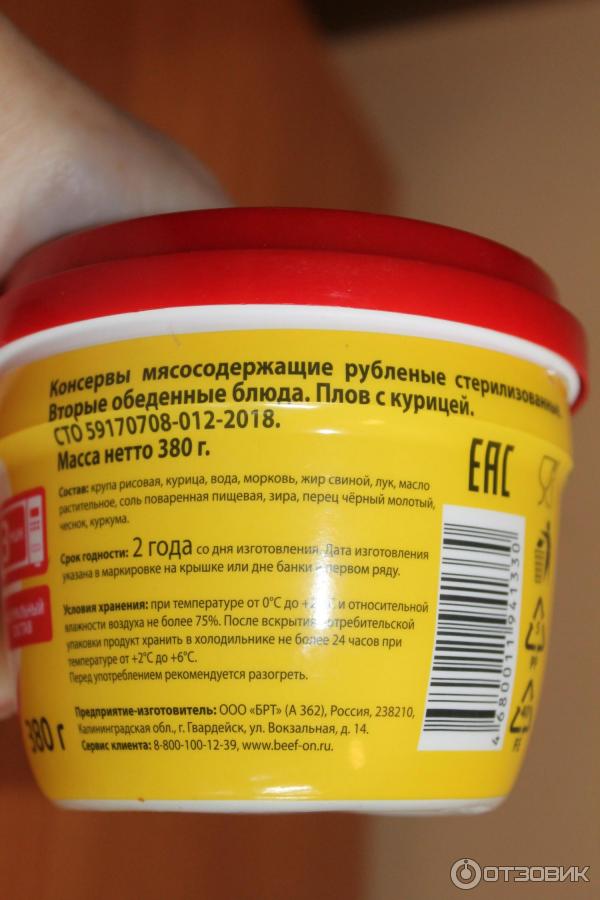 Консервы мясосодержащие рубленые стерилизованные.
Вторые обеденные блюда. Плов с курицей.
СТО 59170708-012-2018.
Масса нетто 380 г.
Состав: крупа рисовая, курица, вода, морковь, жир свиной, лук, масло
растительное, соль поваренная пищевая, зира, перец чёрный молотый,
чеснок, куркума.
Срок годности: 2 года со дня изготовления. Дата изготовления
указана в маркировке на крышке или дне банки в первом ряду.
Условия хранения: при температуре от 0°С до и относительной
влажности воздуха не более 75%. После вскрытия потребительской
упаковки продукт хранить в холодильнике не более 24 часов при
температуре от +2°С до +6°С.
Перед употреблением рекомендуется разогреть.
Предприятие-изготовитель: ООО «БРТ» (А 362), Россия, 238210,
Калининградская обл., г. Гвардейск, ул. Вокзальная, д. 14.
Сервис клиента: 8-800-100-12-39, www.beef-on.ru.
380 г
EAC
4 680011 941330
5
PP
ОТЗОВИК